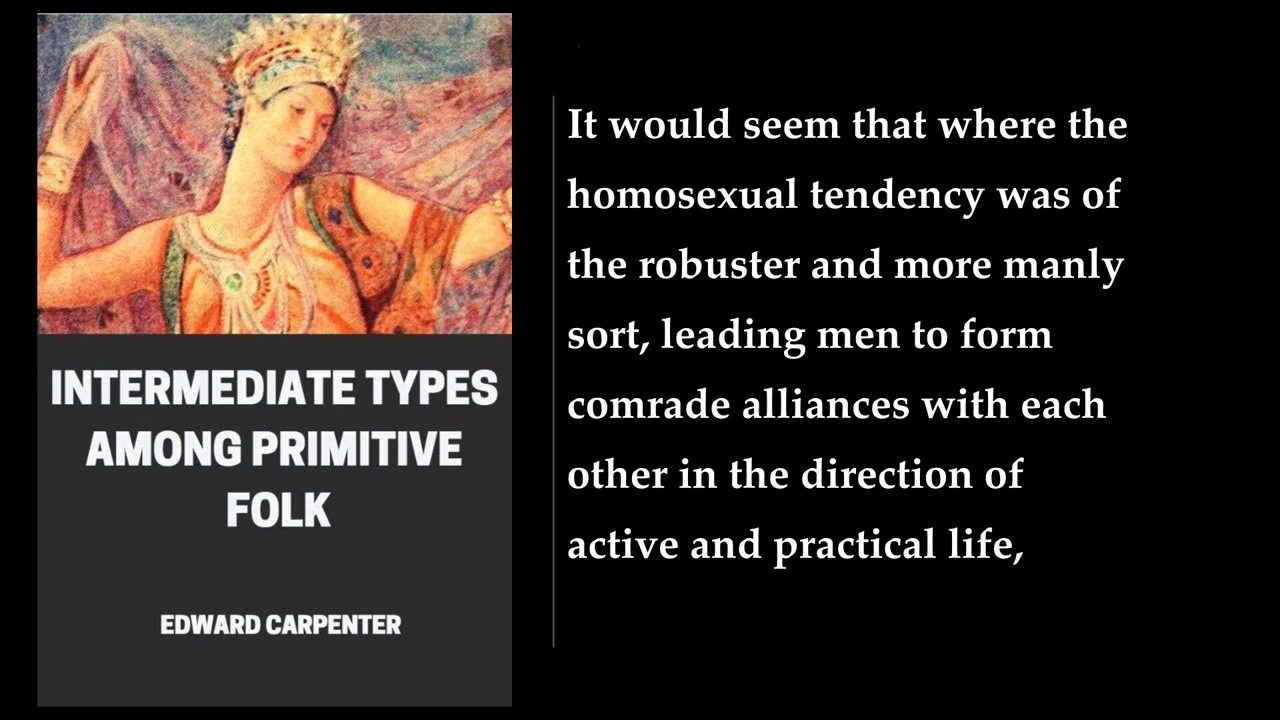 INTERMEDIATE TYPES
AMONG PRIMITIVE
FOLK
EDWARD CARPENTER
It would seem that where the
homosexual tendency was of
the robuster and more manly
sort, leading men to form
comrade alliances with each
other in the direction of
active and practical life,